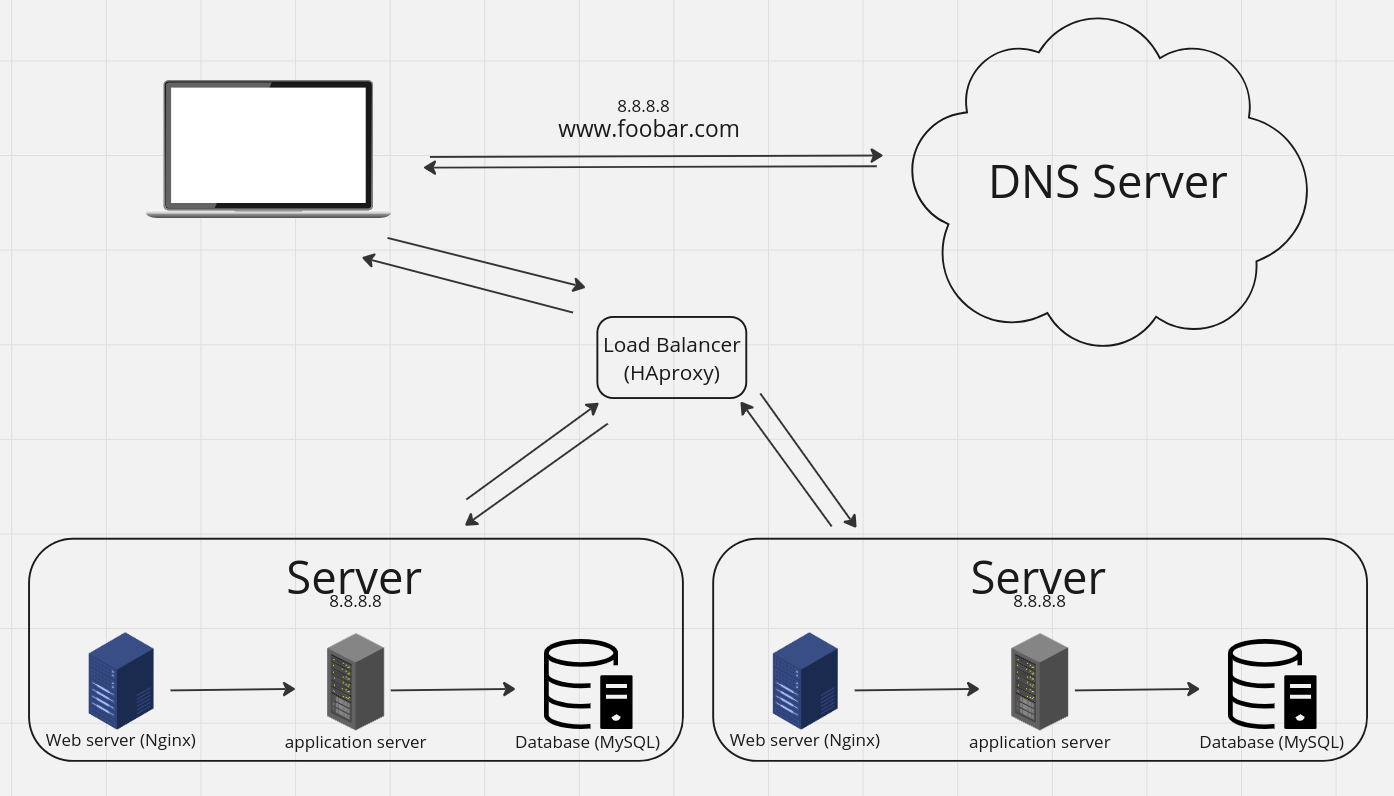 8.8.8.8
www.foobar.com
DNS Server
Load Balancer
(HAproxy)
Server
8.8.8.8
Web server (Nginx)
application server
Database (MySQL)
Server
8.8.8.8
Web server (Nginx)
application server
Database (MySQL)